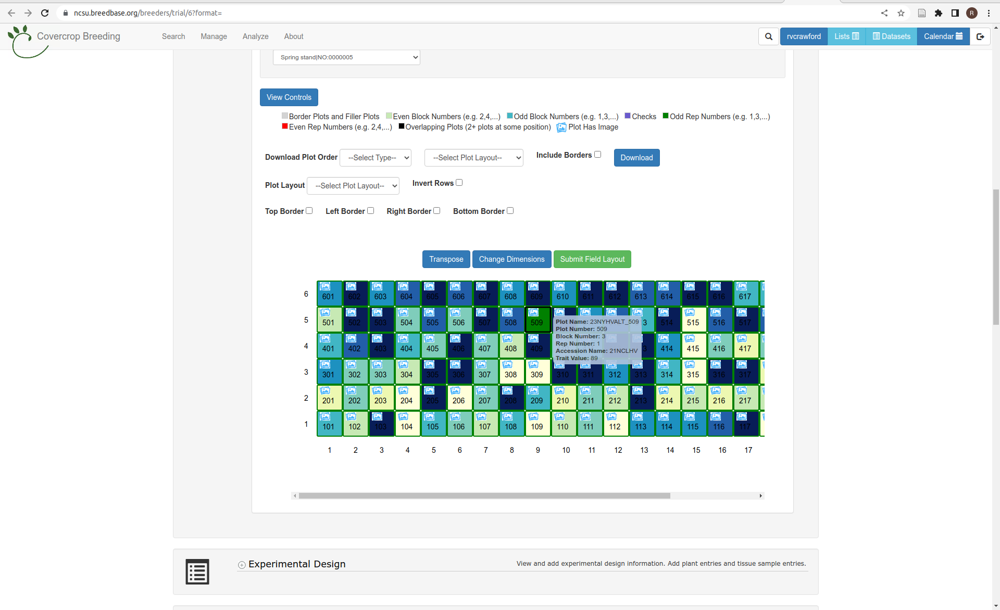 ncsu.breedbase.org/breeders/trial/6?format=
R
Covercrop Breeding Search Manage Analyze About rvcrawford Lists Datasets Calendar
Spring stand|NO:0000005
View Controls
Border Plots and Filler Plots Even Block Numbers (e.g. 2,4,...) Odd Block Numbers (e.g. 1,3,...) Checks Odd Rep Numbers (e.g. 1,3,...)
Even Rep Numbers (e.g. 2,4,...) Overlapping Plots (2+ plots at some position) Plot Has Image
Download Plot Order --Select Type-- --Select Plot Layout-- Include Borders Download
Plot Layout --Select Plot Layout-- Invert Rows
Top Border Left Border Right Border Bottom Border
Transpose Change Dimensions Submit Field Layout
6 601 602 603 604 605 606 607 608 609 610 611 612 613 614 615 616 617
5 501 502 503 504 505 506 507 508 509 3 514 515 516 517
Plot Name: 23NYHVALT_509
Plot Number: 509
Block Number: 3
Rep Number: 1
Accession Name: 21NCLHV
Trait Value: 89
4 401 402 403 404 405 406 407 408 409 3 414 415 416 417
3 301 302 303 304 305 306 307 308 309 310 311 312 313 314 315 316 317
2 201 202 203 204 205 206 207 208 209 210 211 212 213 214 215 216 217
1 101 102 103 104 105 106 107 108 109 110 111 112 113 114 115 116 117
1 2 3 4 5 6 7 8 9 10 11 12 13 14 15 16 17
Experimental Design View and add experimental design information. Add plant entries and tissue sample entries.